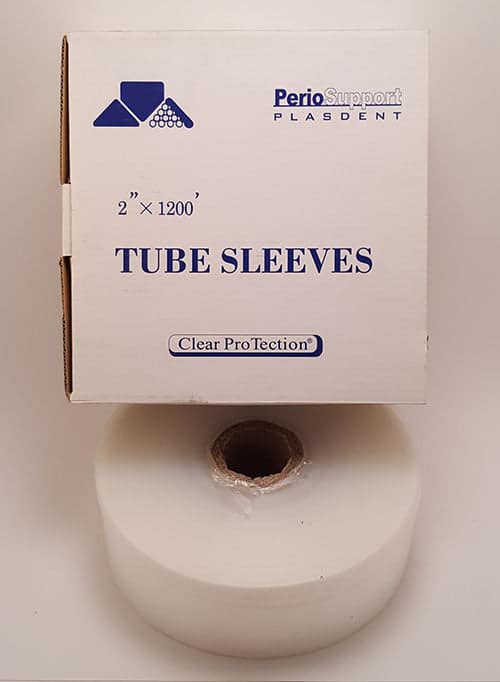 PerioSupport
PLASDENT
2”×1200’
TUBE SLEEVES
Clear ProTection®